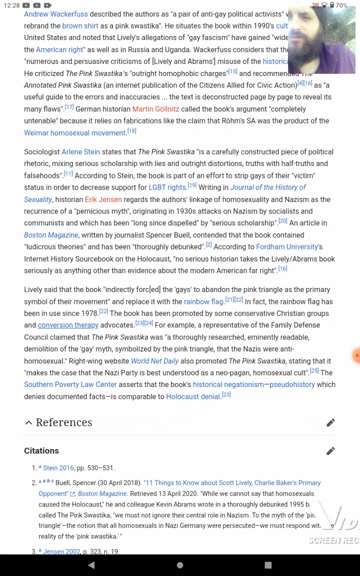 12:28
70%
Andrew Wackerfuss described the authors as "a pair of anti-gay political activists"
rebrand the brown shirt as a pink swastika". He situates the book within 1990's cult
United States and noted that Lively's allegations of "gay fascism" have gained "wide
the American right" as well as in Russia and Uganda. Wackerfuss considers that the
"numerous and persuasive criticisms of [Lively and Abrams'] misuse of the historica
He criticized The Pink Swastika's "outright homophobic charges"[15] and recommend
Annotated Pink Swastika (an internet publication of the Citizens Allied for Civic Action)[4][16] as "a
useful guide to the errors and inaccuracies ... the text is deconstructed page by page to reveal its
many flaws".[17] German historian Martin Göllnitz called the book's argument "completely
untenable" because it relies on fabrications like the claim that Röhm's SA was the product of the
Weimar homosexual movement.[18]
Sociologist Arlene Stein states that The Pink Swastika "is a carefully constructed piece of political
rhetoric, mixing serious scholarship with lies and outright distortions, truths with half-truths and
falsehoods".[11] According to Stein, the book is part of an effort to strip gays of their "victim"
status in order to decrease support for LGBT rights.[19] Writing in Journal of the History of
Sexuality, historian Erik Jensen regards the authors' linkage of homosexuality and Nazism as the
recurrence of a "pernicious myth", originating in 1930s attacks on Nazism by socialists and
communists and which has been "long since dispelled" by "serious scholarship".[20] An article in
Boston Magazine, written by journalist Spencer Buell, contended that the book contained
"ludicrous theories" and has been "thoroughly debunked".[2] According to Fordham University's
Internet History Sourcebook on the Holocaust, "no serious historian takes the Lively/Abrams book
seriously as anything other than evidence about the modern American far right".[16]
Lively said that the book "indirectly forc[ed] the 'gays' to abandon the pink triangle as the primary
symbol of their movement" and replace it with the rainbow flag.[21][22] In fact, the rainbow flag has
been in use since 1978.[22] The book has been promoted by some conservative Christian groups
and conversion therapy advocates.[23][24] For example, a representative of the Family Defense
Council claimed that The Pink Swastika was "a thoroughly researched, eminently readable,
demolition of the 'gay' myth, symbolized by the pink triangle, that the Nazis were anti-
homosexual." Right-wing website World Net Daily also promoted The Pink Swastika, stating that it
"makes the case that the Nazi Party is best understood as a neo-pagan, homosexual cult".[25] The
Southern Poverty Law Center asserts that the book's historical negationism—pseudohistory which
denies documented facts—is comparable to Holocaust denial.[23]
References
Citations
1. ^ Stein 2016, pp. 530–531.
2. ^ a b c Buell, Spencer (30 April 2018). "11 Things to Know about Scott Lively, Charlie Baker's Primary
Opponent". Boston Magazine. Retrieved 13 April 2020. "While we cannot say that homosexuals
caused the Holocaust," he and colleague Kevin Abrams wrote in a thoroughly debunked 1995 b
called The Pink Swastika, "we must not ignore their central role in Nazism. To the myth of the 'pin
triangle'—the notion that all homosexuals in Nazi Germany were persecuted—we must respond wit
reality of the 'pink swastika.' "
3. ^ Jensen 2002, p. 323, n. 19.
SCREEN REC